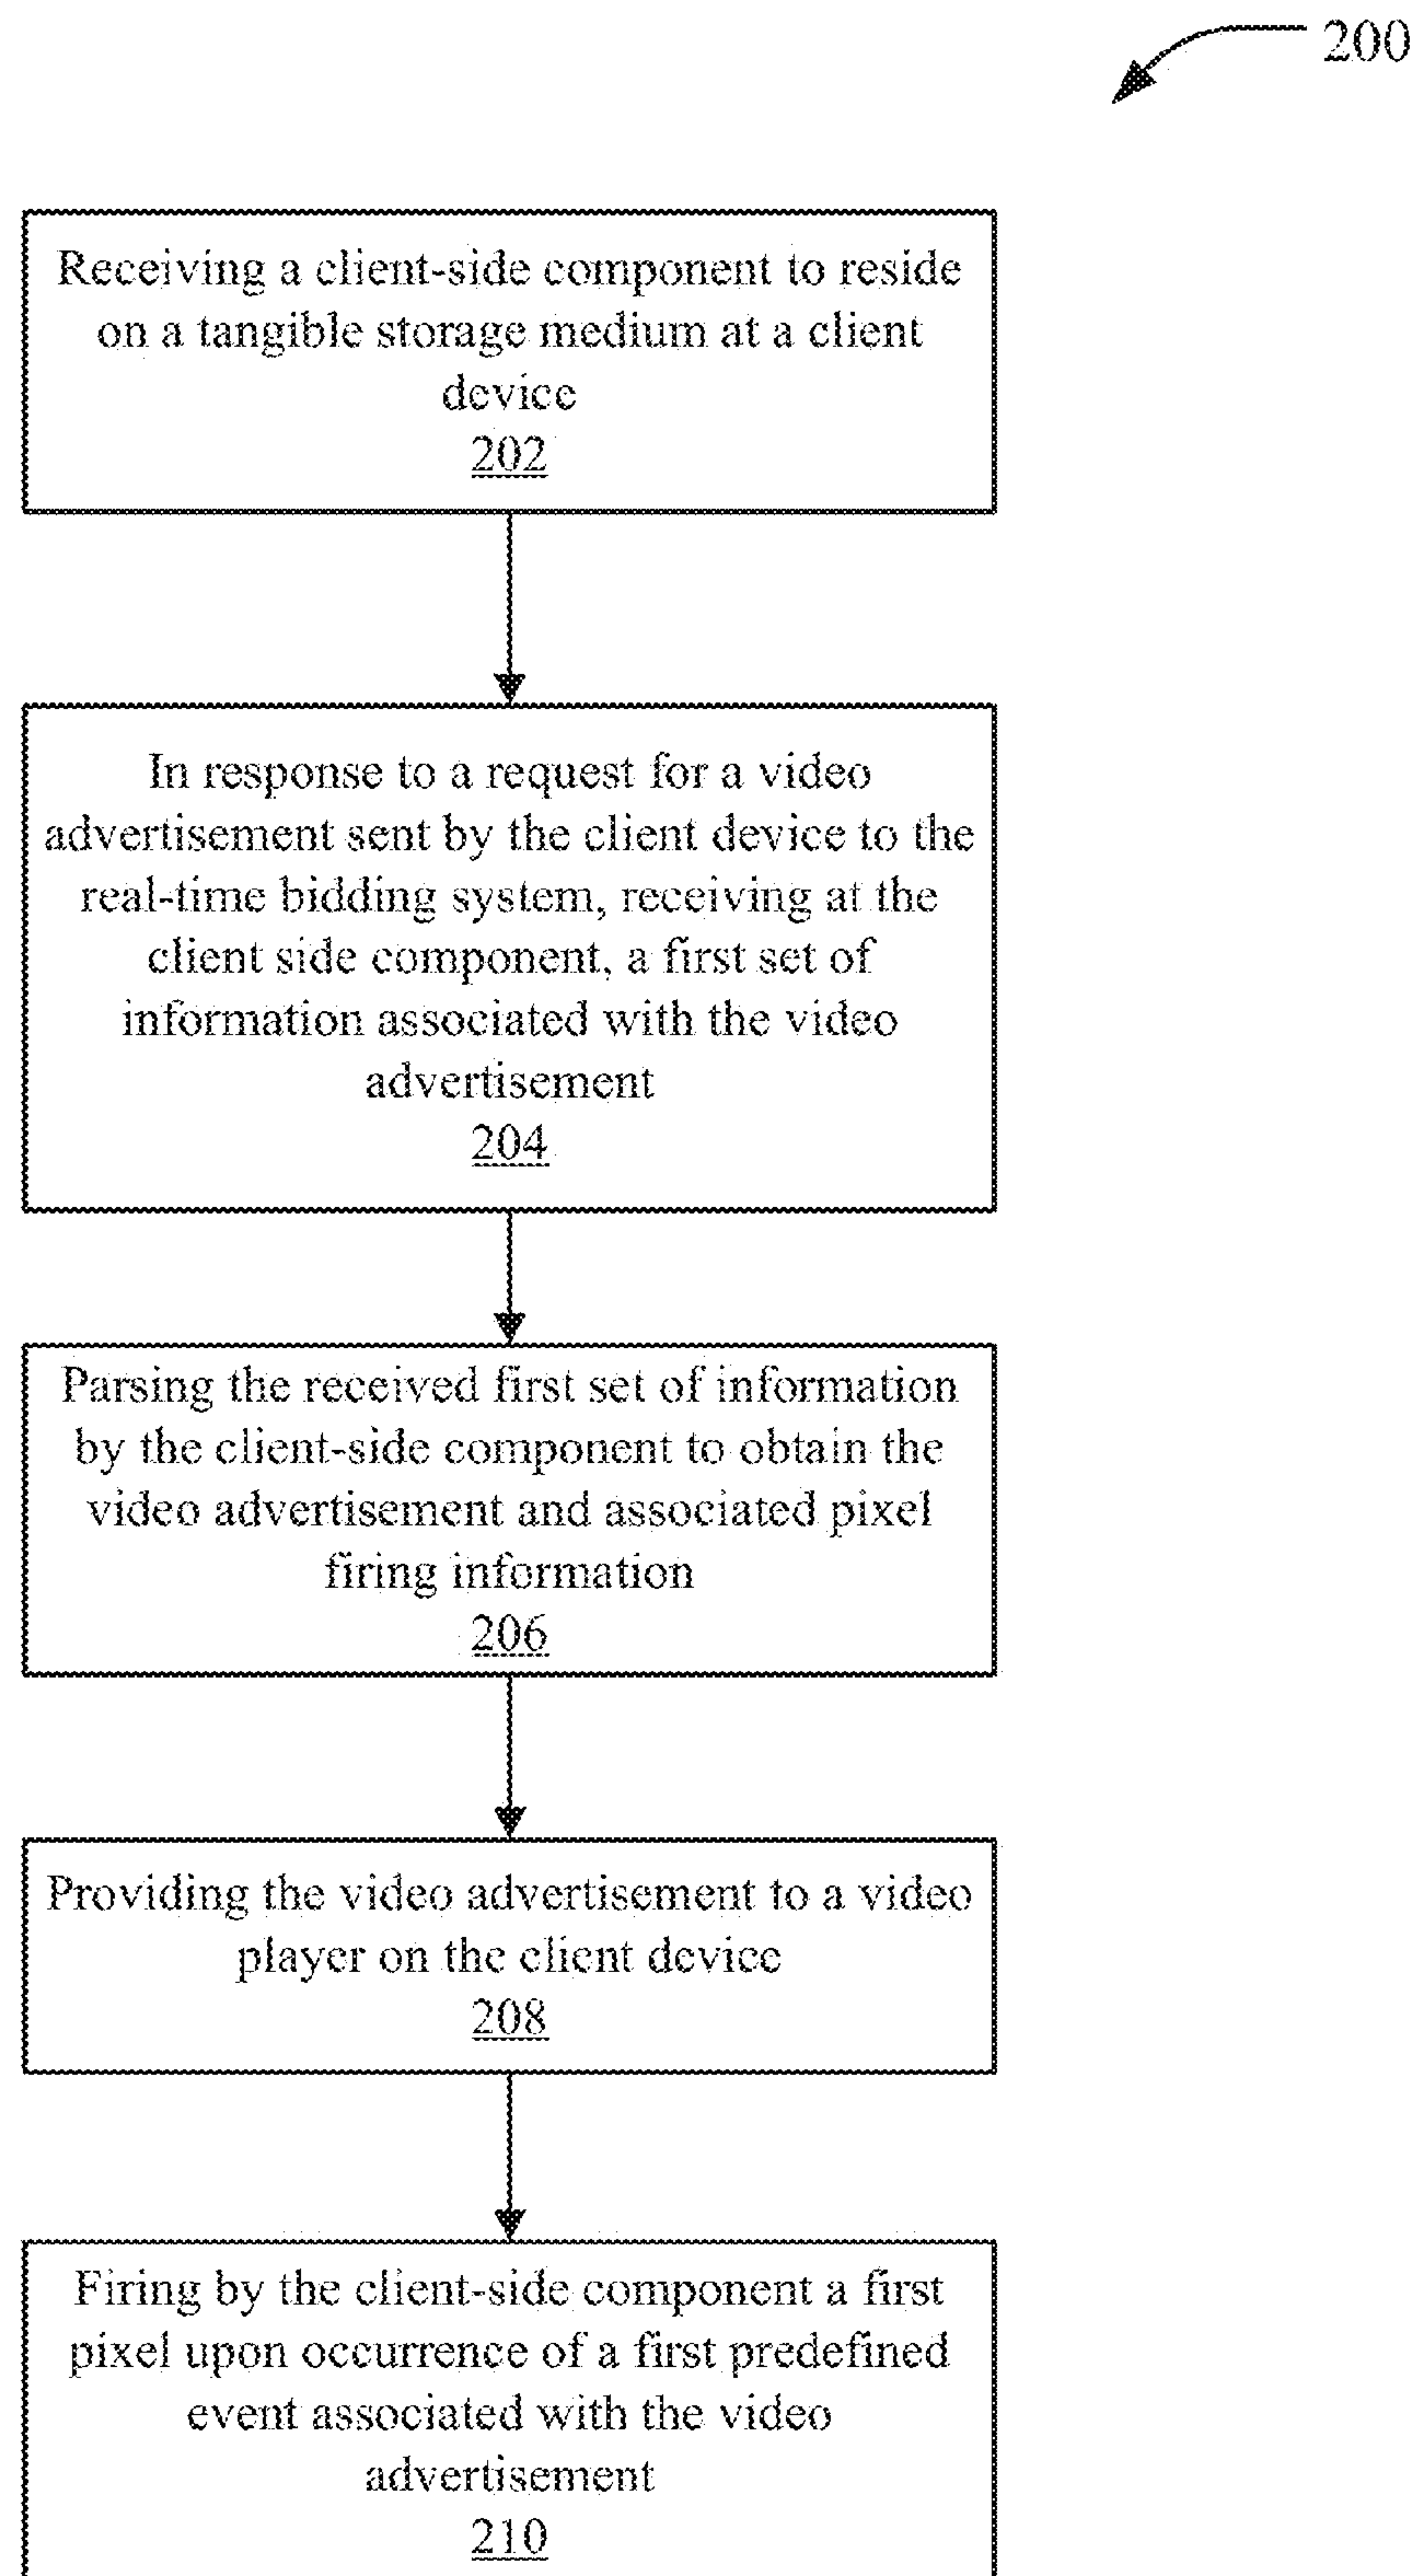 200
Receiving a client-side component to reside
on a tangible storage medium at a client
device
202
In response to a request for a video
advertisement sent by the client device to the
real-time bidding system, receiving at the
client side component, a first set of
information associated with the video
advertisement
204
Parsing the received first set of information
by the client-side component to obtain the
video advertisement and associated pixel
firing information
206
Providing the video advertisement to a video
player on the client device
208
Firing by the client-side component a first
pixel upon occurrence of a first predefined
event associated with the video
advertisement
210